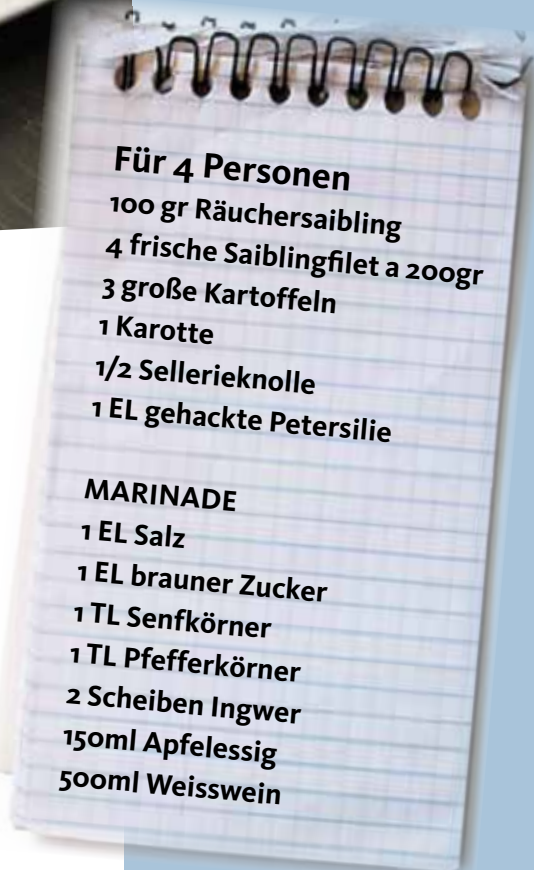 Für 4 Personen
100 gr Räuchersaibling
4 frische Saiblingfilet a 200gr
3 große Kartoffeln
1 Karotte
1/2 Sellerieknolle
1 EL gehackte Petersilie
MARINADE
1 EL Salz
1 EL brauner Zucker
1 TL Senfkörner
1 TL Pfefferkörner
2 Scheiben Ingwer
150ml Apfelessig
500ml Weisswein